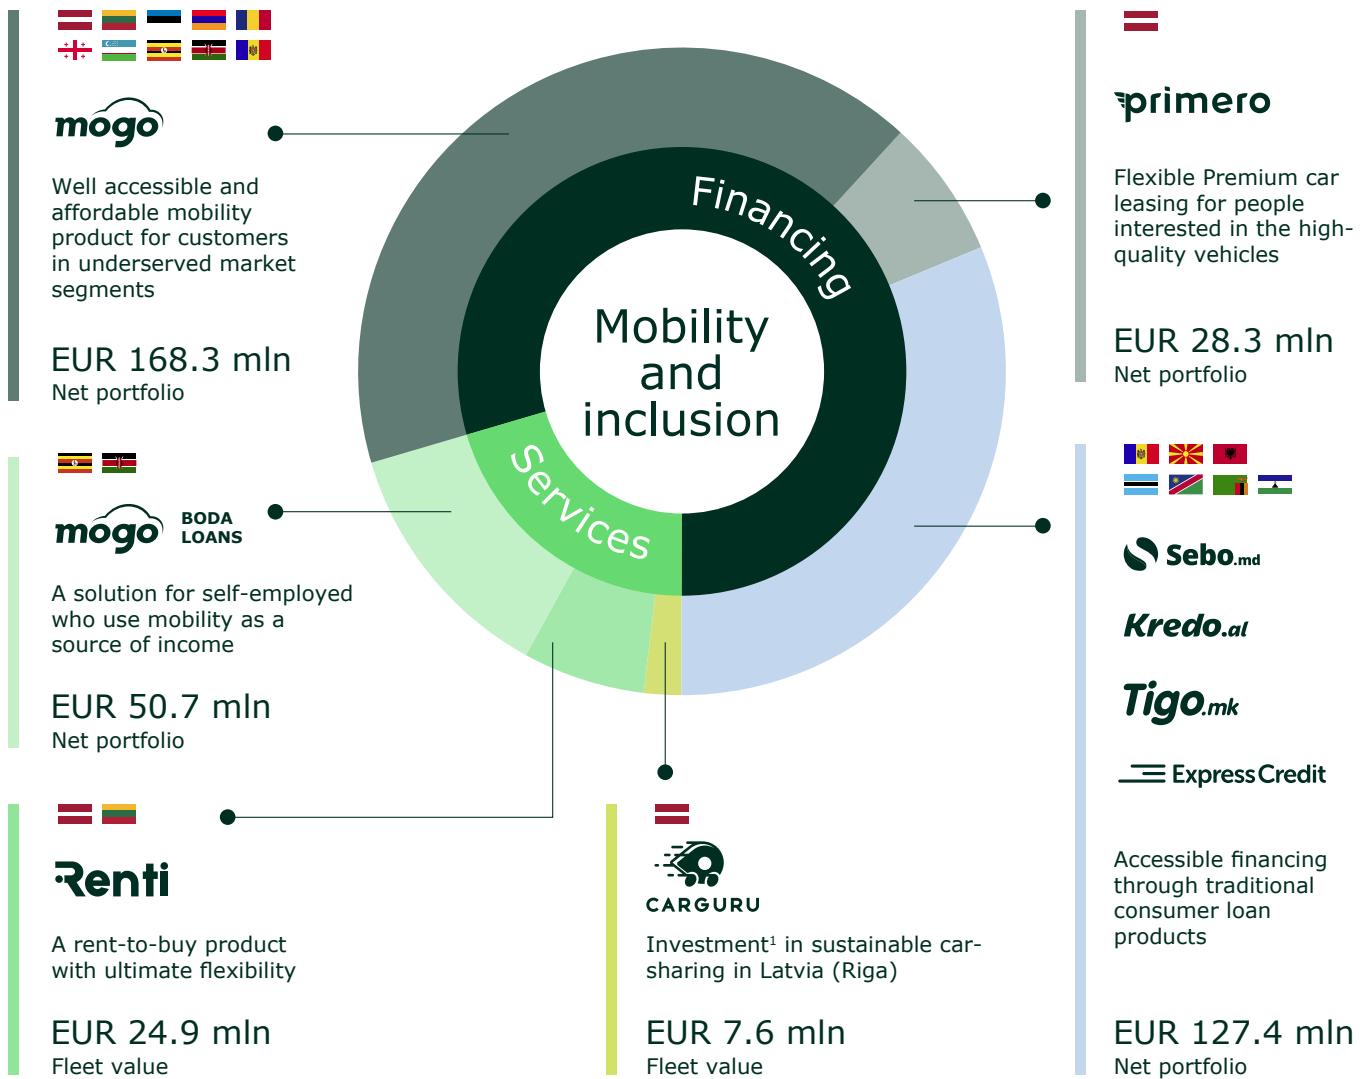 mogo
Well accessible and
affordable mobility
product for customers
in underserved market
segments
EUR 168.3 mln
Net portfolio
mogo BODA
LOANS
A solution for self-employed
who use mobility as a
source of income
EUR 50.7 mln
Net portfolio
Renti
A rent-to-buy product
with ultimate flexibility
EUR 24.9 mln
Fleet value
Financing
Mobility
and
inclusion
Services
CARGURU
Investment¹ in sustainable car-
sharing in Latvia (Riga)
EUR 7.6 mln
Fleet value
primero
Flexible Premium car
leasing for people
interested in the high-
quality vehicles
EUR 28.3 mln
Net portfolio
Sebo.md
Kredo.al
Tigo.mk
ExpressCredit
Accessible financing
through traditional
consumer loan
products
EUR 127.4 mln
Net portfolio